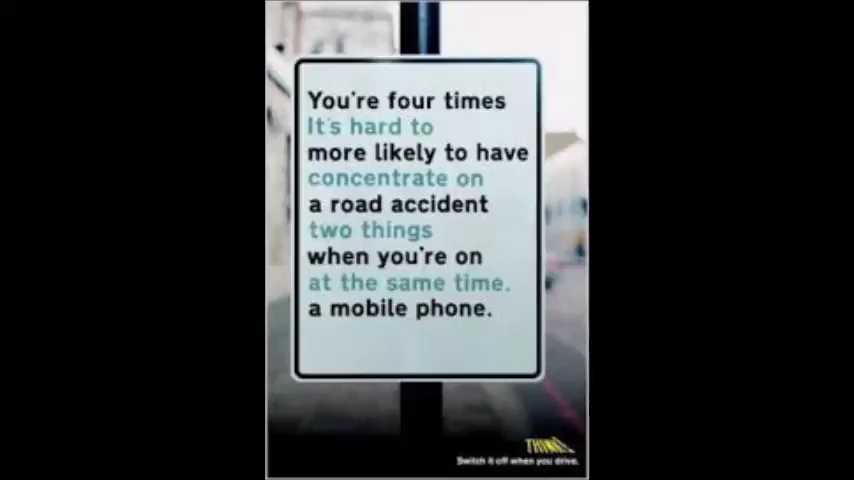 You're four times
It's hard to
more likely to have
concentrate on
a road accident
two things
when you're on
at the same time.
a mobile phone.
THINK!
Switch it off when you drive.